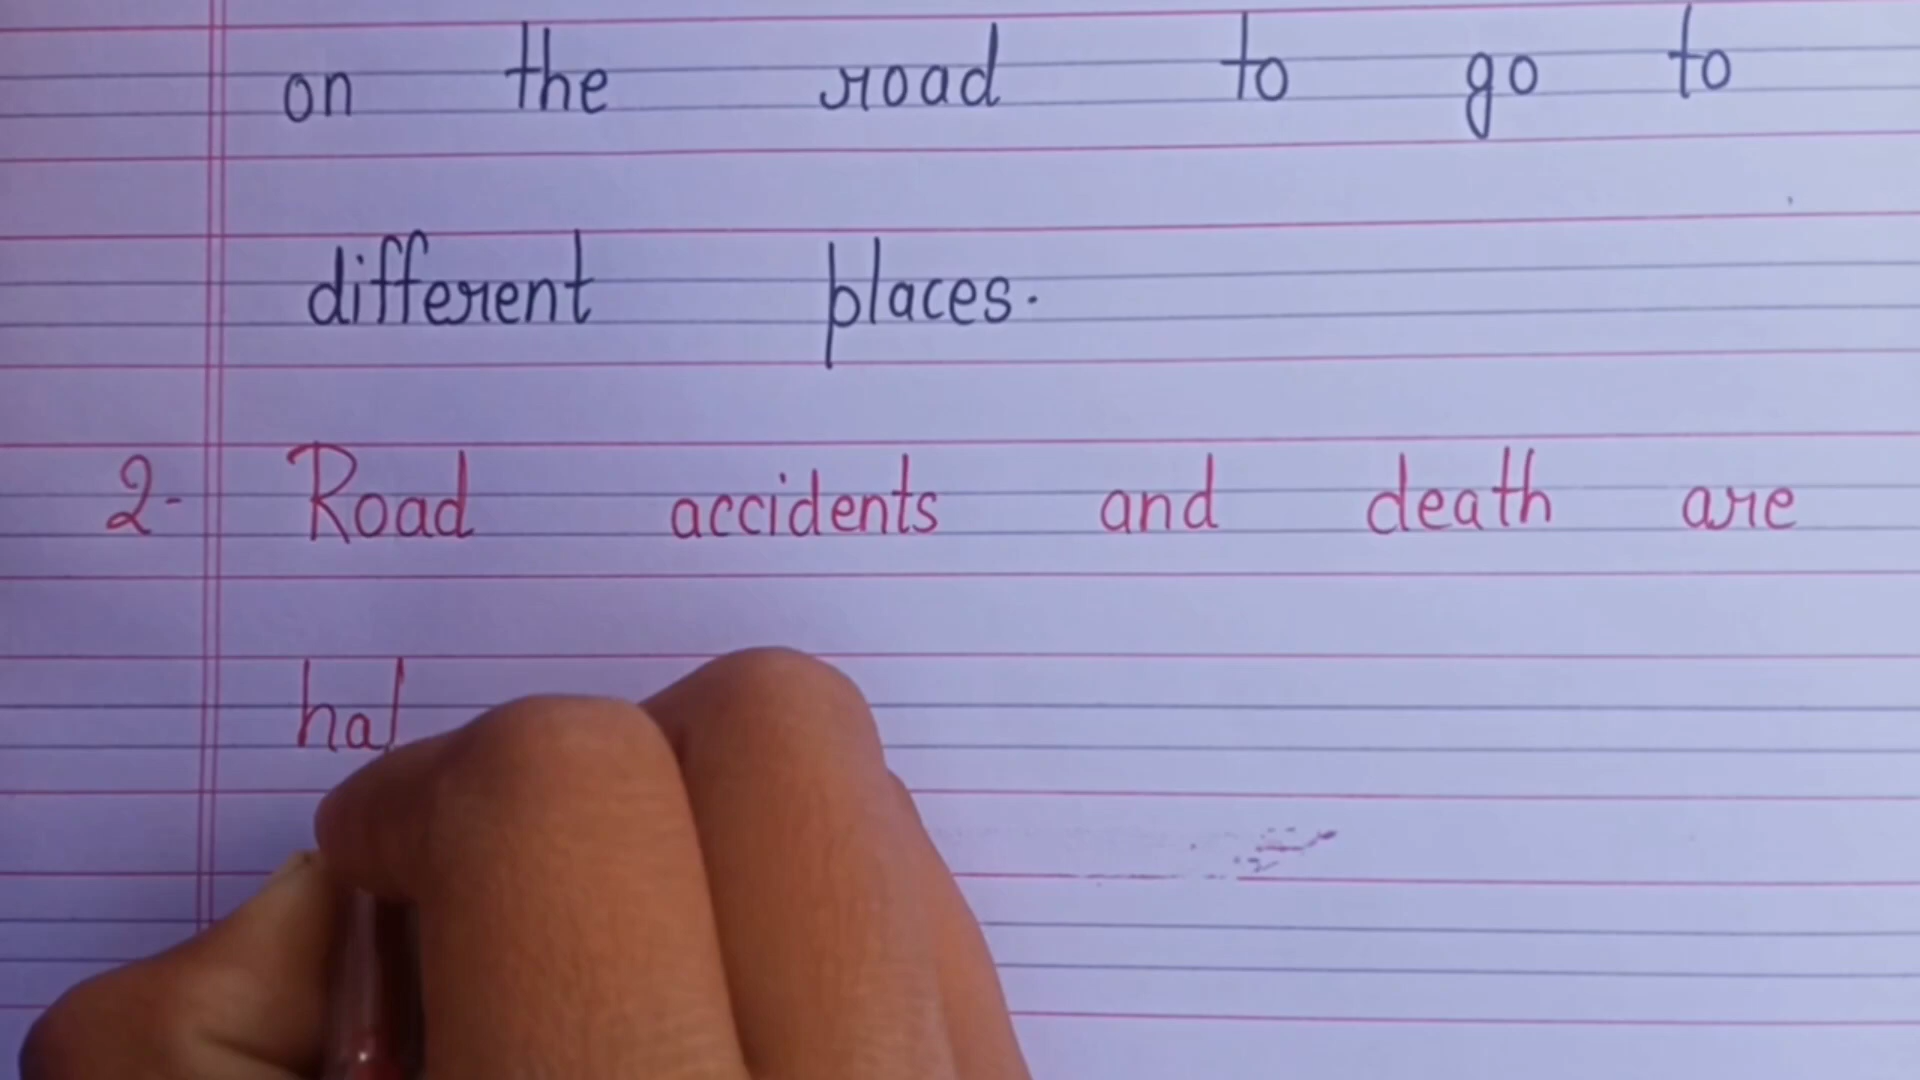 on the road to go to
different places.
2- Road accidents and death are